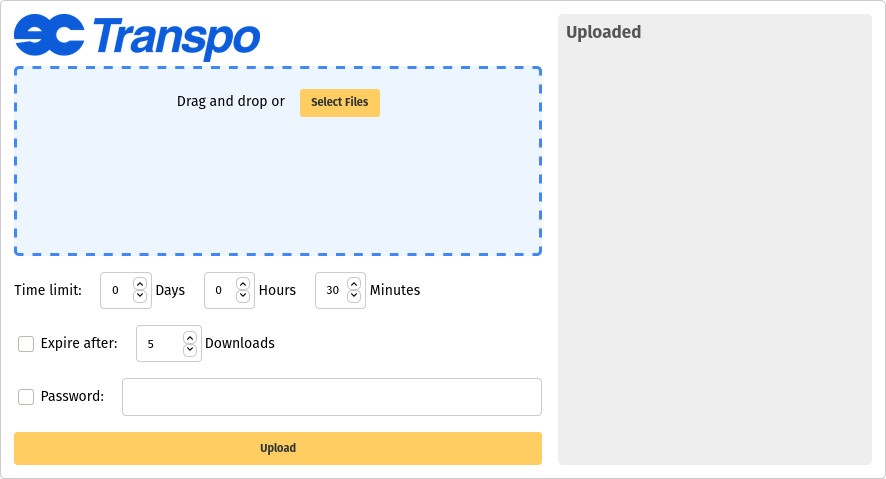 ec Transpo
Drag and drop or Select Files
Time limit: 0 Days 0 Hours 30 Minutes
Expire after: 5 Downloads
Password:
Upload
Uploaded